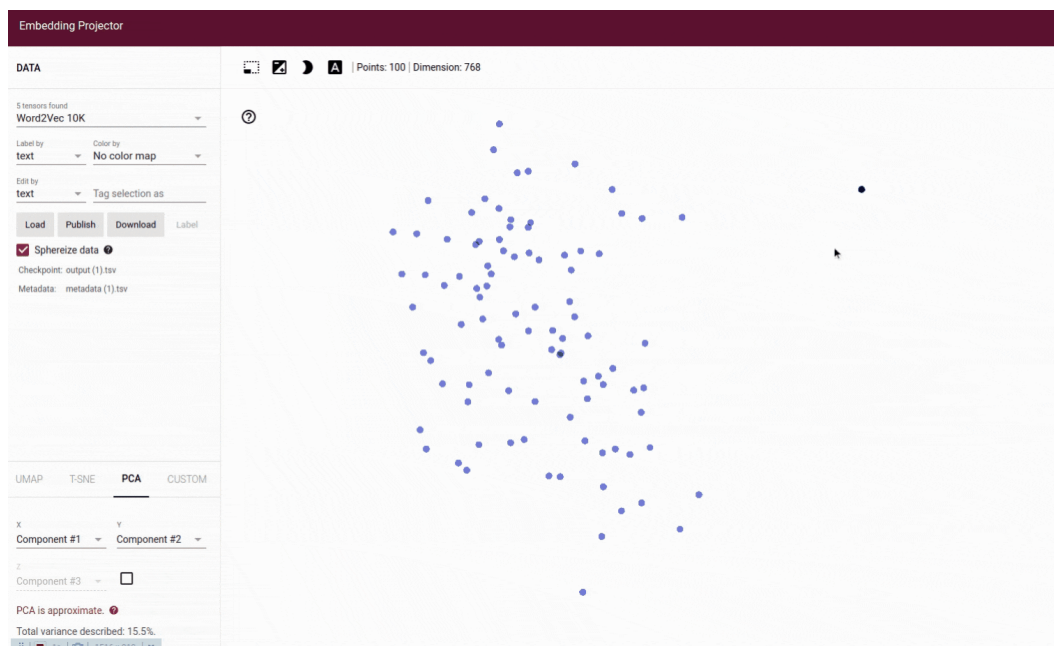 Embedding Projector
DATA
A | Points: 100 | Dimension: 768
5 tensors found
Word2Vec 10K
Label by Color by
text No color map
Edit by
text Tag selection as
Load Publish Download Label
Sphereize data
Checkpoint: output (1).tsv
Metadata: metadata (1).tsv
UMAP T-SNE PCA CUSTOM
X Y
Component #1 Component #2
Z
Component #3
PCA is approximate.
Total variance described: 15.5%.